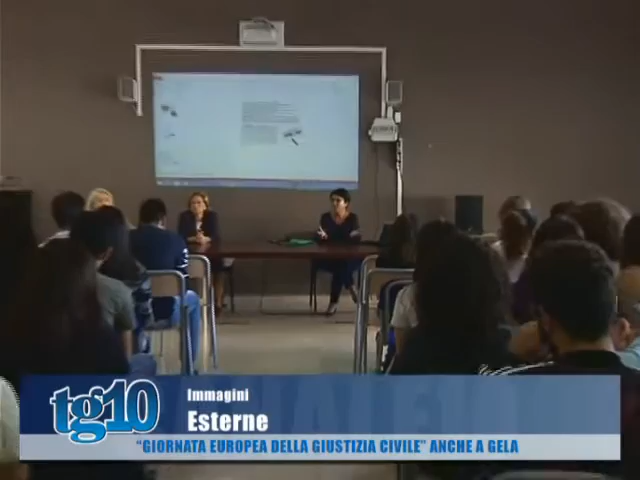 tg10
Immagini
Esterne
"GIORNATA EUROPEA DELLA GIUSTIZIA CIVILE" ANCHE A GELA